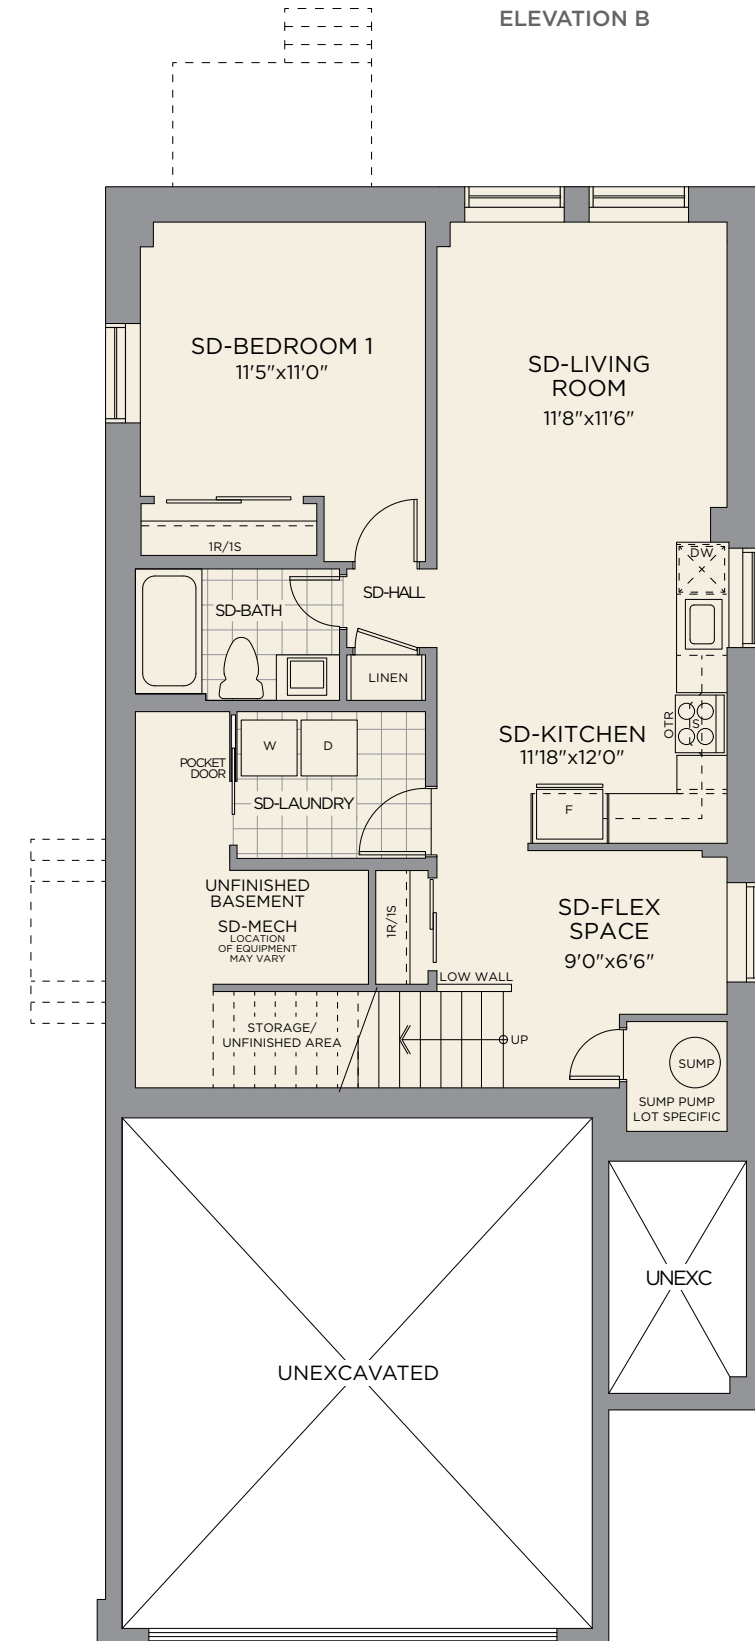 ELEVATION B
SD-BEDROOM 1
11'5"x11'0"
SD-LIVING
ROOM
11'8"x11'6"
1R/1S
DW
SD-BATH
SD-HALL
LINEN
SD-KITCHEN
11'18"x12'0"
OTR
S
F
POCKET
DOOR
W
D
SD-LAUNDRY
UNFINISHED
BASEMENT
SD-MECH
LOCATION
OF EQUIPMENT
MAY VARY
1R/1S
SD-FLEX
SPACE
9'0"x6'6"
LOW WALL
STORAGE/
UNFINISHED AREA
UP
SUMP
SUMP PUMP
LOT SPECIFIC
UNEXC
UNEXCAVATED